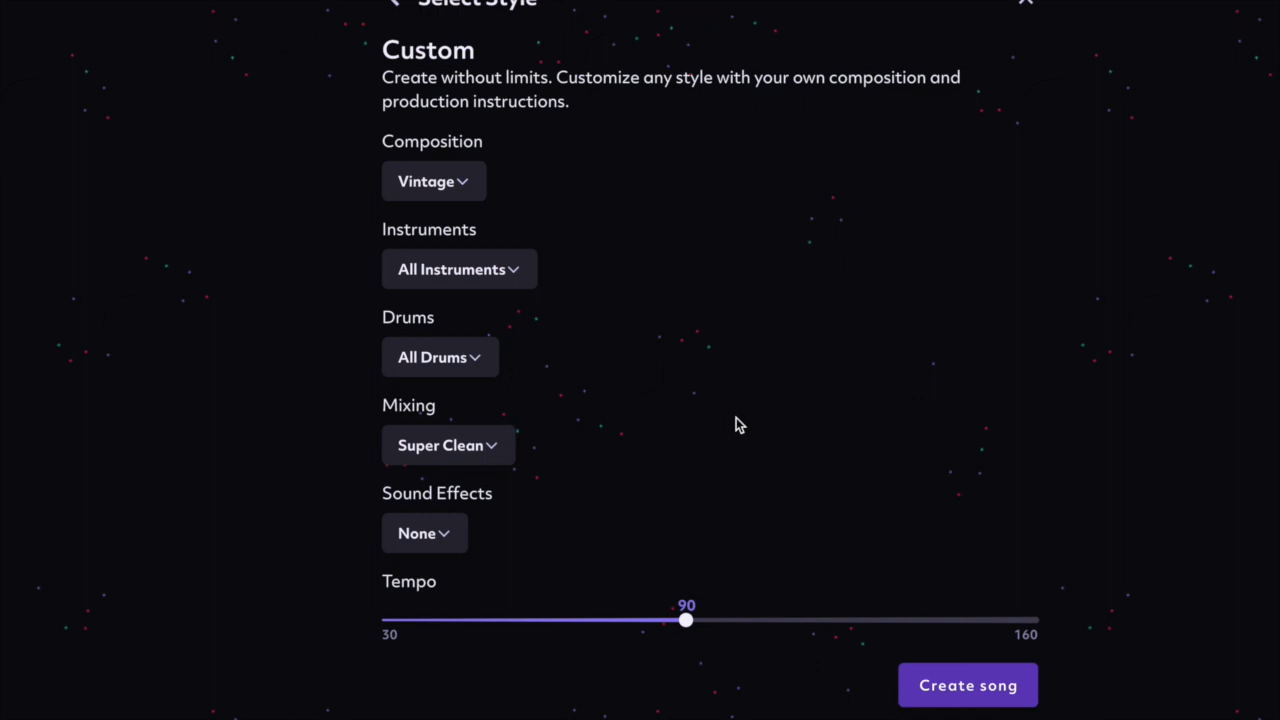 Select Style
Custom
Create without limits. Customize any style with your own composition and
production instructions.
Composition
Vintage
Instruments
All Instruments
Drums
All Drums
Mixing
Super Clean
Sound Effects
None
Tempo
90
30 160
Create song